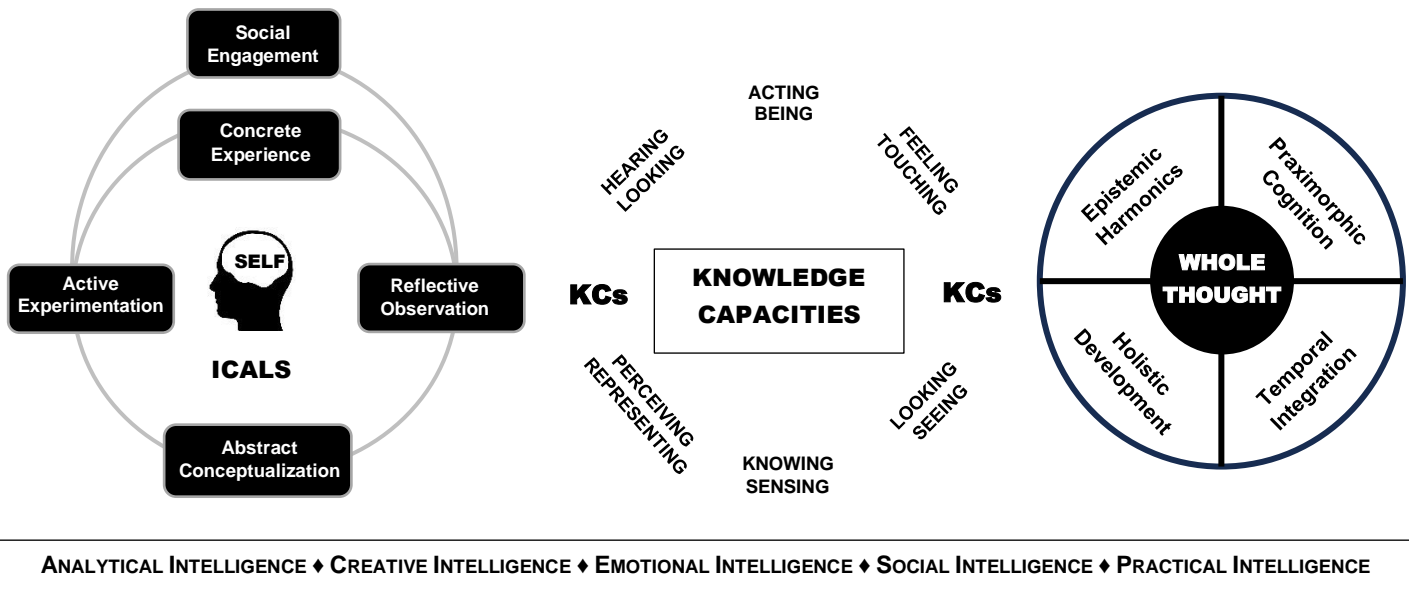 Social
Engagement
Concrete
Experience
SELF
Active
Experimentation
Reflective
Observation
ICALS
Abstract
Conceptualization
ACTING
BEING
HEARING
LOOKING
FEELING
TOUCHING
KCs
KNOWLEDGE
CAPACITIES
KCs
PERCEIVING
REPRESENTING
LOOKING
SEEING
KNOWING
SENSING
Epistemic
Harmonics
Praximorphic
Cognition
WHOLE
THOUGHT
Holistic
Development
Temporal
Integration
ANALYTICAL INTELLIGENCE ♦ CREATIVE INTELLIGENCE ♦ EMOTIONAL INTELLIGENCE ♦ SOCIAL INTELLIGENCE ♦ PRACTICAL INTELLIGENCE